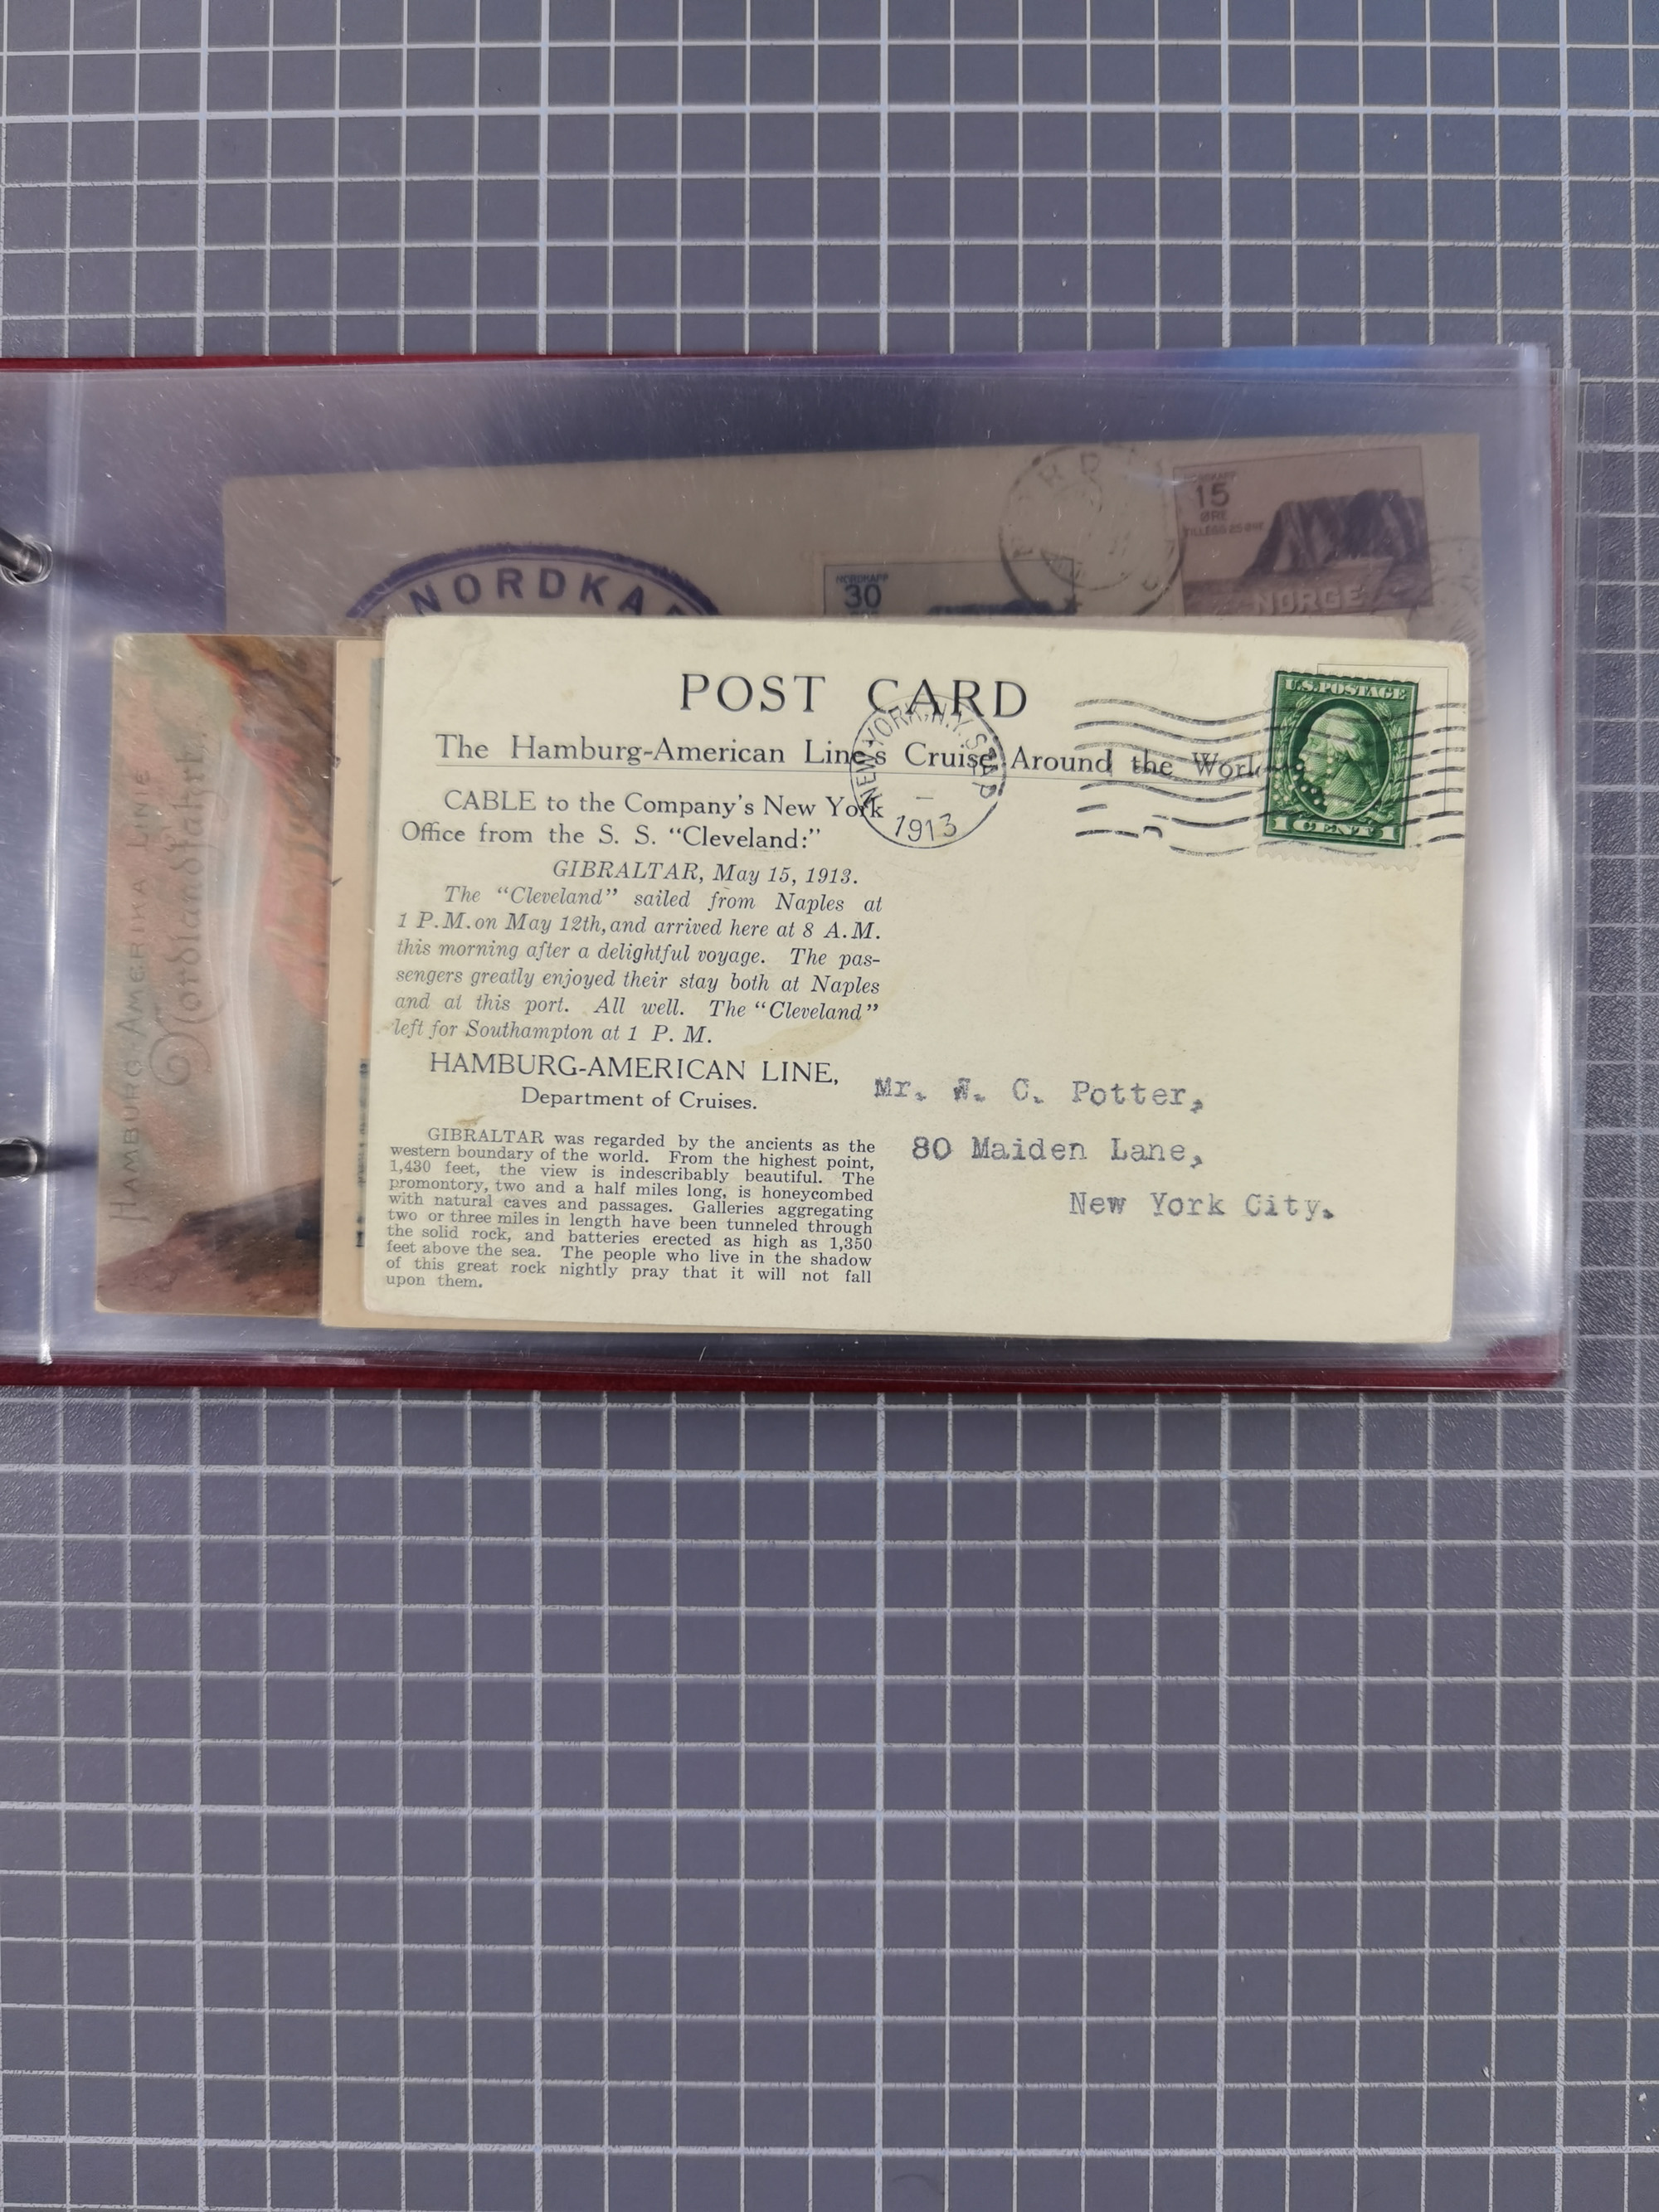 NORDKA
NORDKAPP
30
15
ØRE
TILLEGG 25 ØRE
NORGE
HAMBURG-AMERIKA LINIE
Nordlandfahrt.
POST CARD
U.S. POSTAGE
1 CENT 1
NEW YORK, N.Y. STA. P
1913
The Hamburg-American Line's Cruise Around the Worl
CABLE to the Company's New York
Office from the S. S. "Cleveland:"
GIBRALTAR, May 15, 1913.
The "Cleveland" sailed from Naples at
1 P.M. on May 12th, and arrived here at 8 A.M.
this morning after a delightful voyage. The pas-
sengers greatly enjoyed their stay both at Naples
and at this port. All well. The "Cleveland"
left for Southampton at 1 P. M.
HAMBURG-AMERICAN LINE,
Department of Cruises.
GIBRALTAR was regarded by the ancients as the
western boundary of the world. From the highest point,
1,430 feet, the view is indescribably beautiful. The
promontory, two and a half miles long, is honeycombed
with natural caves and passages. Galleries aggregating
two or three miles in length have been tunneled through
the solid rock, and batteries erected as high as 1,350
feet above the sea. The people who live in the shadow
of this great rock nightly pray that it will not fall
upon them.
Mr. W. C. Potter,
80 Maiden Lane,
New York City.